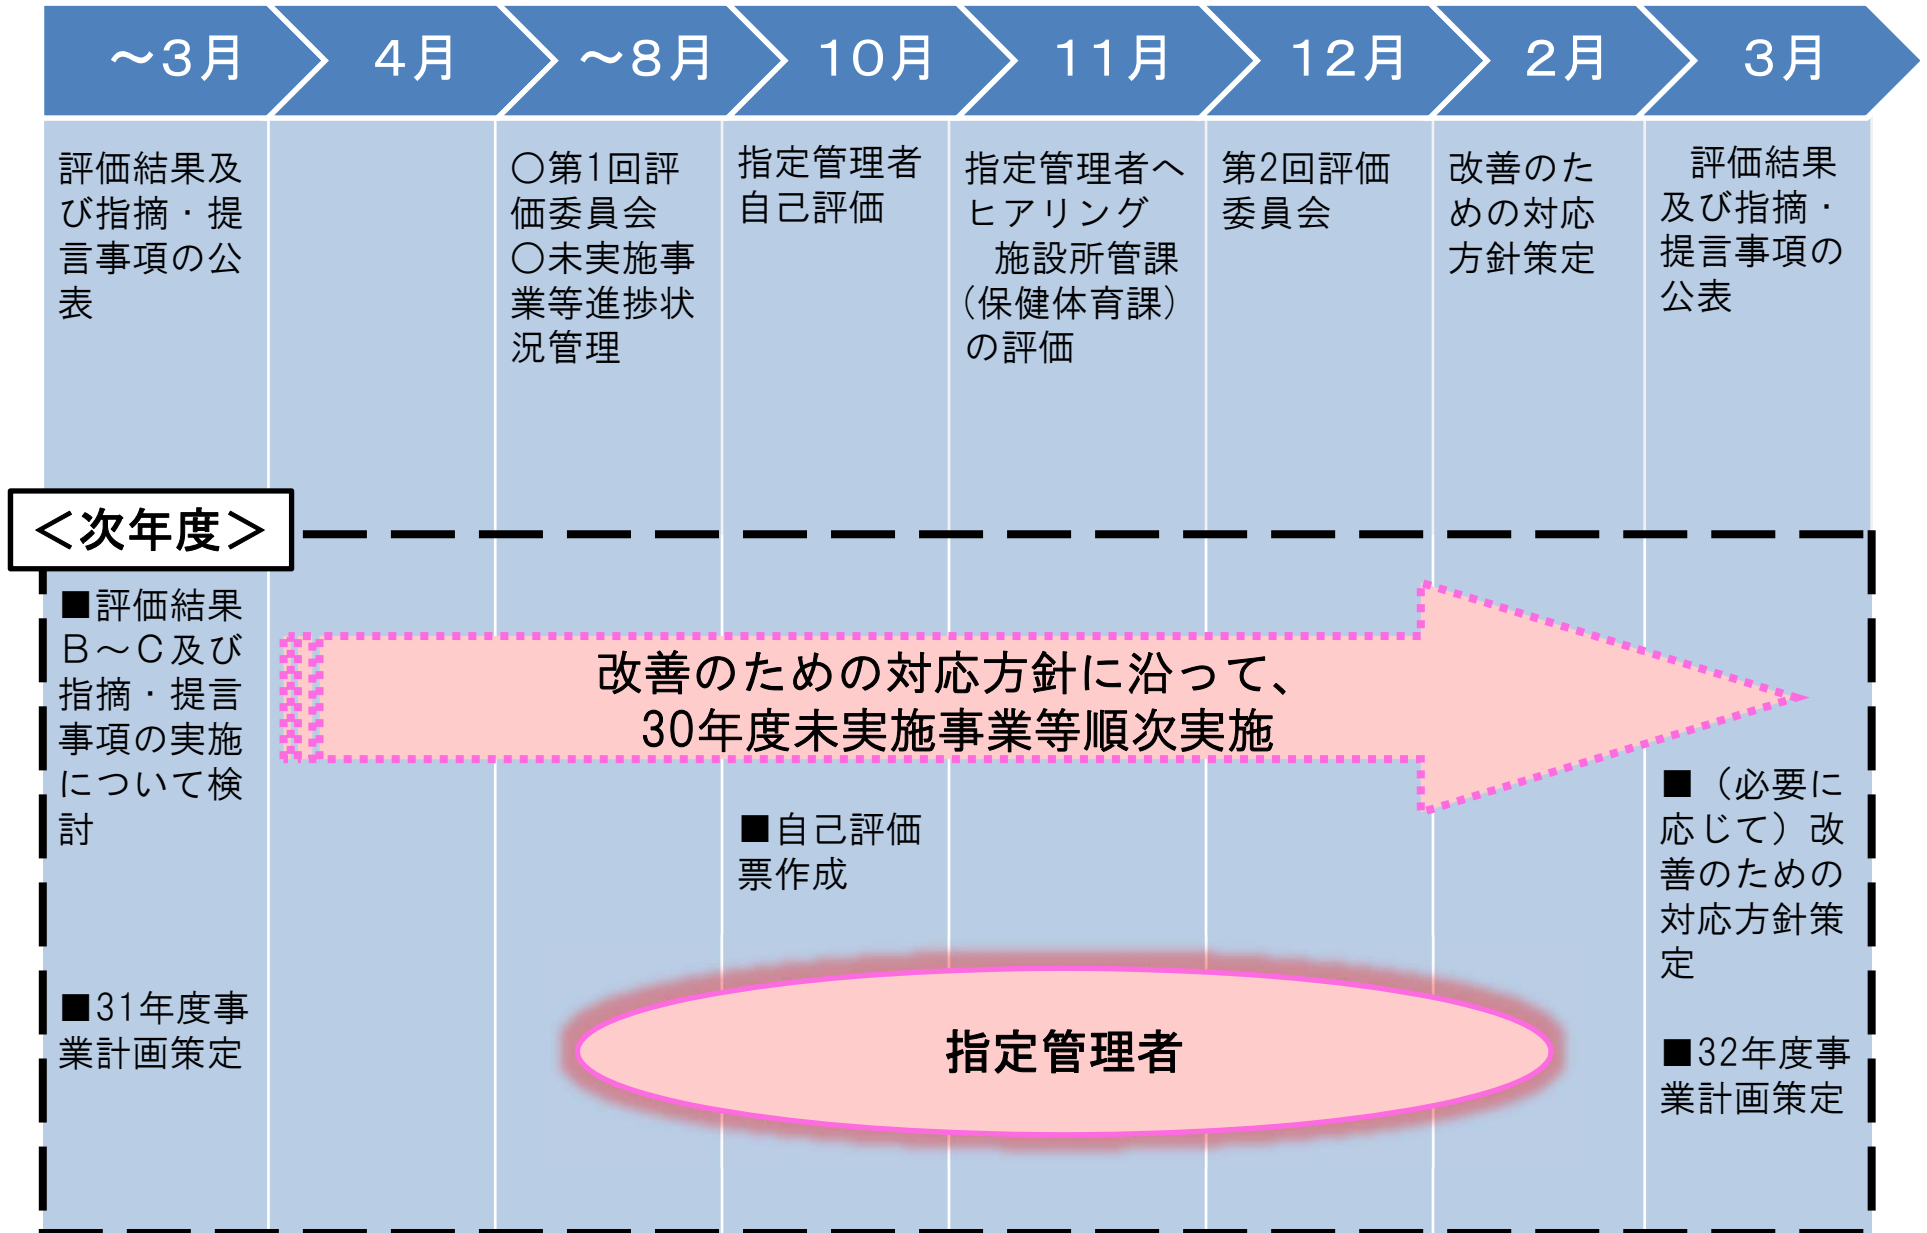 ～3月
4月
～8月
10月
11月
12月
2月
3月
評価結果及
び指摘・提
言事項の公
表
○第1回評
価委員会
○未実施事
業等進捗状
況管理
指定管理者
自己評価
指定管理者へ
ヒアリング
施設所管課
(保健体育課)
の評価
第2回評価
委員会
改善のた
めの対応
方針策定
評価結果
及び指摘・
提言事項の
公表
＜次年度＞
■評価結果
B～C及び
指摘・提言
事項の実施
について検
討
■31年度事
業計画策定
改善のための対応方針に沿って、
30年度未実施事業等順次実施
■自己評価
票作成
指定管理者
■（必要に
応じて）改
善のための
対応方針策
定
■32年度事
業計画策定